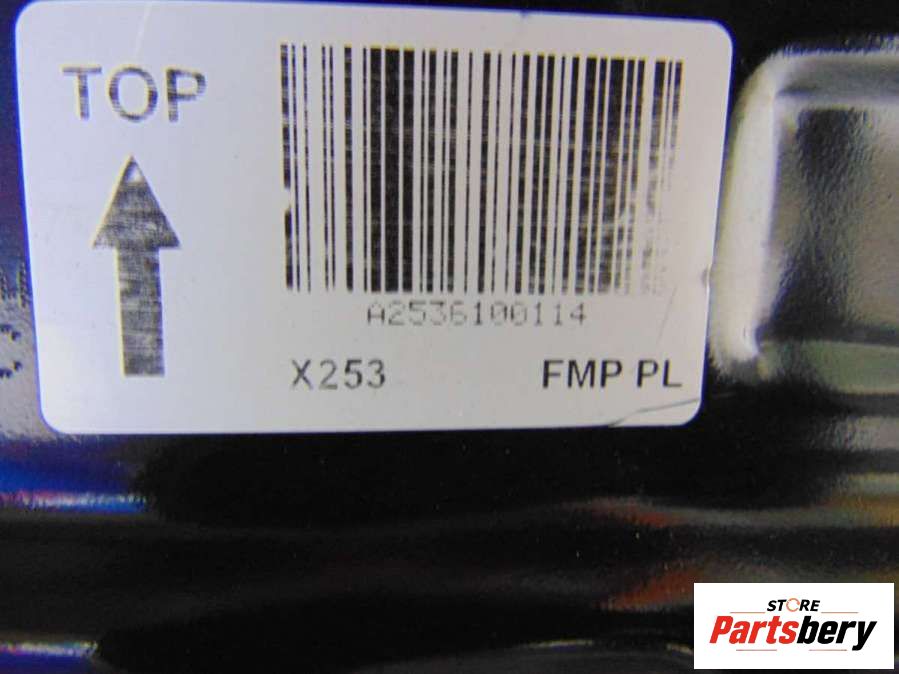 TOP
A2536100114
X253 FMP PL
STORE
Partsbery